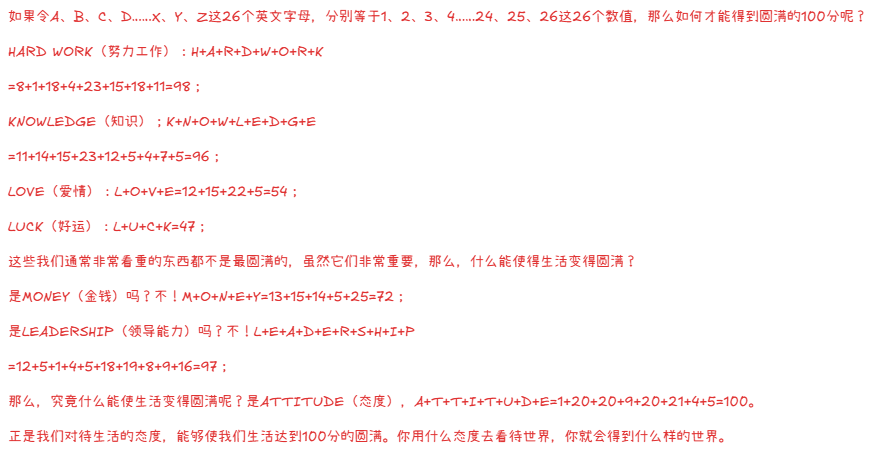 如果令A、B、C、D……X、Y、Z这26个英文字母，分别等于1、2、3、4……24、25、26这26个数值，那么如何才能得到圆满的100分呢？
HARD WORK（努力工作）：H+A+R+D+W+O+R+K
=8+1+18+4+23+15+18+11=98；
KNOWLEDGE（知识）；K+N+O+W+L+E+D+G+E
=11+14+15+23+12+5+4+7+5=96；
LOVE（爱情）：L+O+V+E=12+15+22+5=54；
LUCK（好运）：L+U+C+K=47；
这些我们通常非常看重的东西都不是最圆满的，虽然它们非常重要，那么，什么能使得生活变得圆满？
是MONEY（金钱）吗？不！M+O+N+E+Y=13+15+14+5+25=72；
是LEADERSHIP（领导能力）吗？不！L+E+A+D+E+R+S+H+I+P
=12+5+1+4+5+18+19+8+9+16=97；
那么，究竟什么能使生活变得圆满呢？是ATTITUDE（态度），A+T+T+I+T+U+D+E=1+20+20+9+20+21+4+5=100。
正是我们对待生活的态度，能够使我们生活达到100分的圆满。你用什么态度去看待世界，你就会得到什么样的世界。